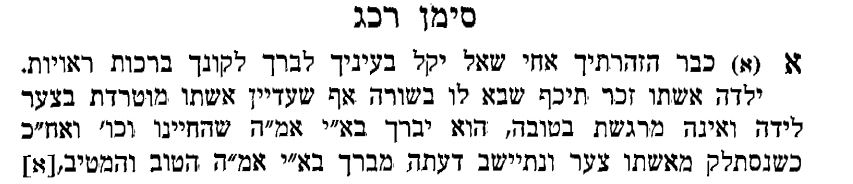 סימן רכג
א (א) כבר הזהרתיך אחי שאל יקל בעיניך לברך לקונך ברכות ראויות.
ילדה אשתו זכר תיכף שבא לו בשורה אף שעדיין אשתו מוטרדת בצער
לידה ואינה מרגשת בטובה, הוא יברך בא״י אמ״ה שהחיינו וכו׳ ואח״כ
כשנסתלק מאשתו צער ונתיישב דעתה מברך בא״י אמ״ה הטוב והמטיב,[א]